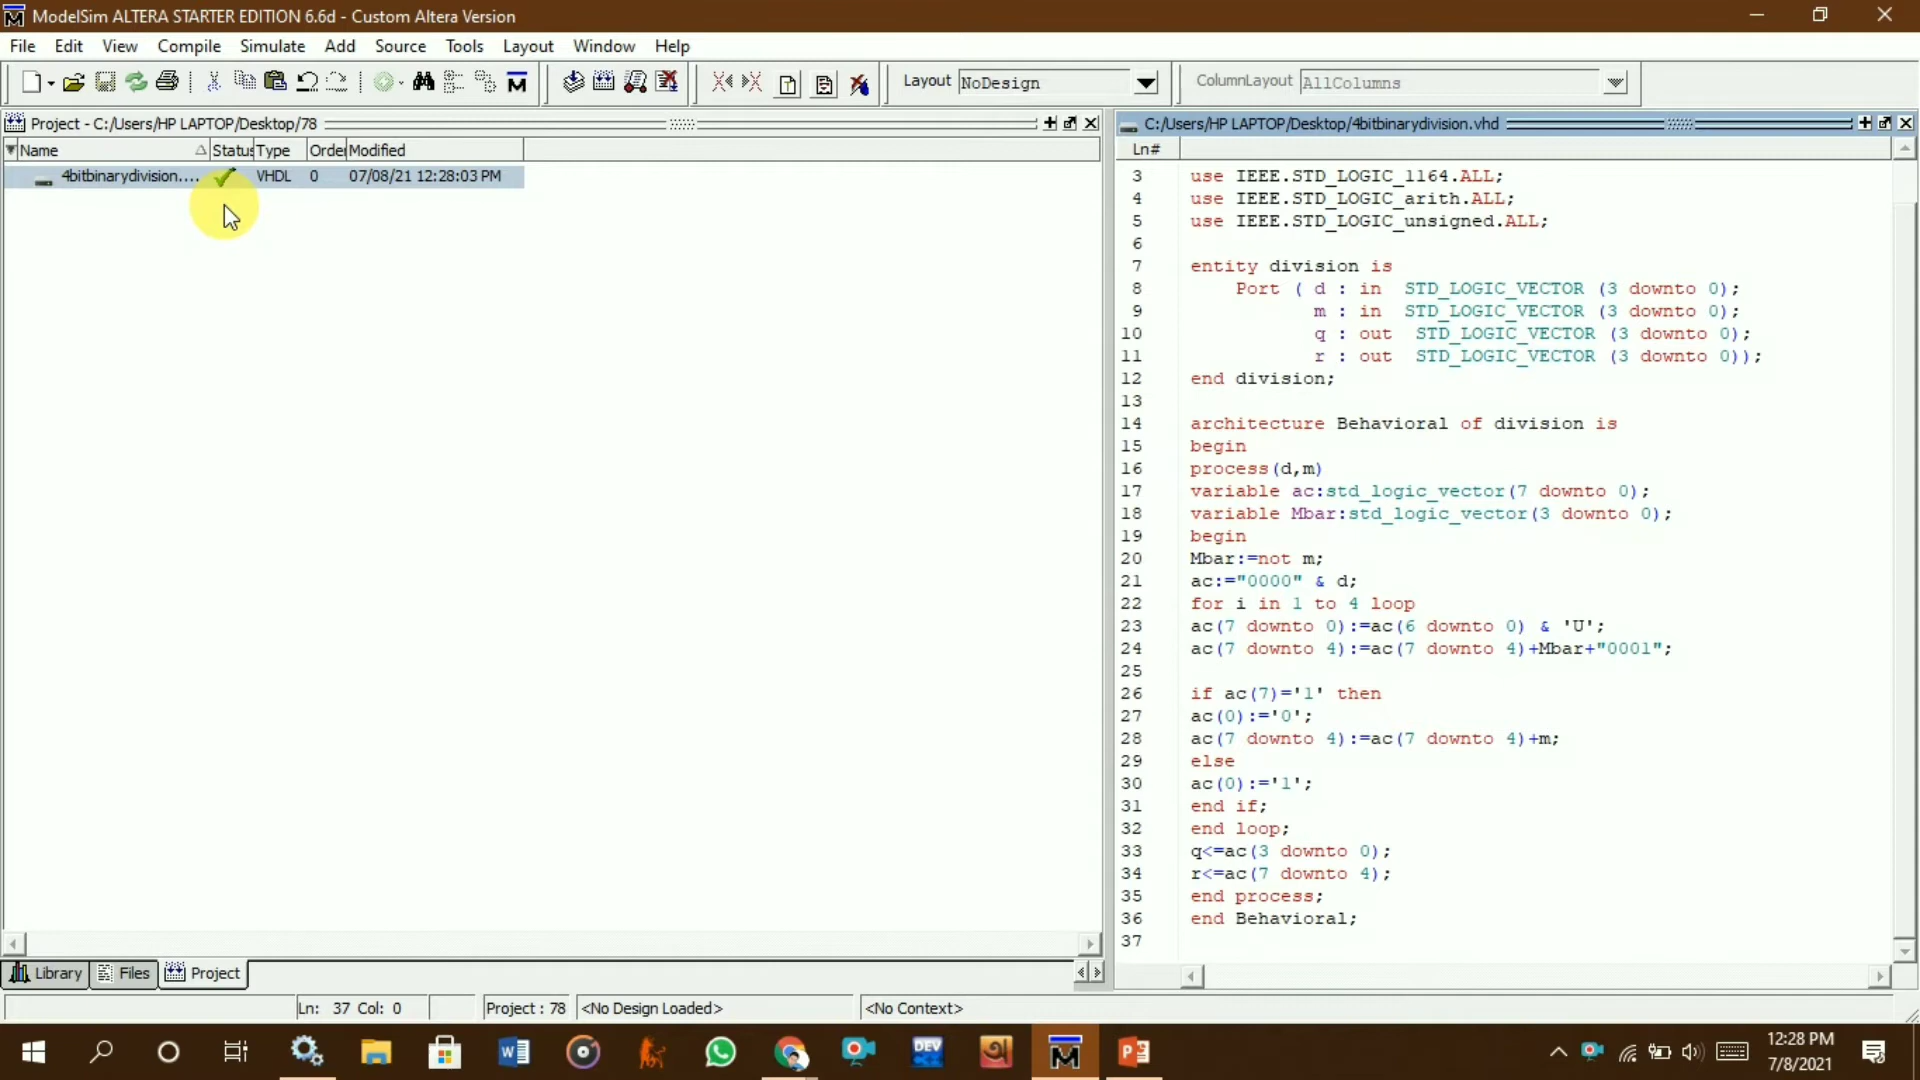 ModelSim ALTERA STARTER EDITION 6.6d - Custom Altera Version
File Edit View Compile Simulate Add Source Tools Layout Window Help
Layout NoDesign ColumnLayout AllColumns
Project - C:/Users/HP LAPTOP/Desktop/78
Name Status Type Order Modified
4bitbinarydivision.... VHDL 0 07/08/21 12:28:03 PM
C:/Users/HP LAPTOP/Desktop/4bitbinarydivision.vhd
Ln#
3 use IEEE.STD_LOGIC_1164.ALL;
4 use IEEE.STD_LOGIC_arith.ALL;
5 use IEEE.STD_LOGIC_unsigned.ALL;
6
7 entity division is
8 Port ( d : in STD_LOGIC_VECTOR (3 downto 0);
9 m : in STD_LOGIC_VECTOR (3 downto 0);
10 q : out STD_LOGIC_VECTOR (3 downto 0);
11 r : out STD_LOGIC_VECTOR (3 downto 0));
12 end division;
13
14 architecture Behavioral of division is
15 begin
16 process(d,m)
17 variable ac:std_logic_vector(7 downto 0);
18 variable Mbar:std_logic_vector(3 downto 0);
19 begin
20 Mbar:=not m;
21 ac:="0000" & d;
22 for i in 1 to 4 loop
23 ac(7 downto 0):=ac(6 downto 0) & 'U';
24 ac(7 downto 4):=ac(7 downto 4)+Mbar+"0001";
25
26 if ac(7)='1' then
27 ac(0):='0';
28 ac(7 downto 4):=ac(7 downto 4)+m;
29 else
30 ac(0):='1';
31 end if;
32 end loop;
33 q<=ac(3 downto 0);
34 r<=ac(7 downto 4);
35 end process;
36 end Behavioral;
37
Library Files Project
Ln: 37 Col: 0 Project : 78 <No Design Loaded> <No Context>
DEV
12:28 PM
7/8/2021